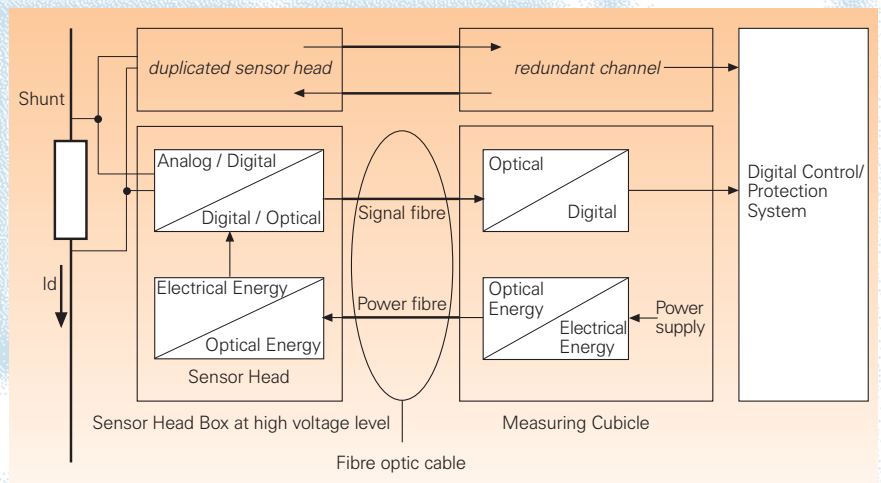 duplicated sensor head
redundant channel
Shunt
Analog / Digital
Digital / Optical
Signal fibre
Optical
Digital
Digital Control/
Protection
System
Id
Electrical Energy
Optical Energy
Power fibre
Optical
Energy
Electrical
Energy
Power
supply
Sensor Head
Sensor Head Box at high voltage level
Measuring Cubicle
Fibre optic cable